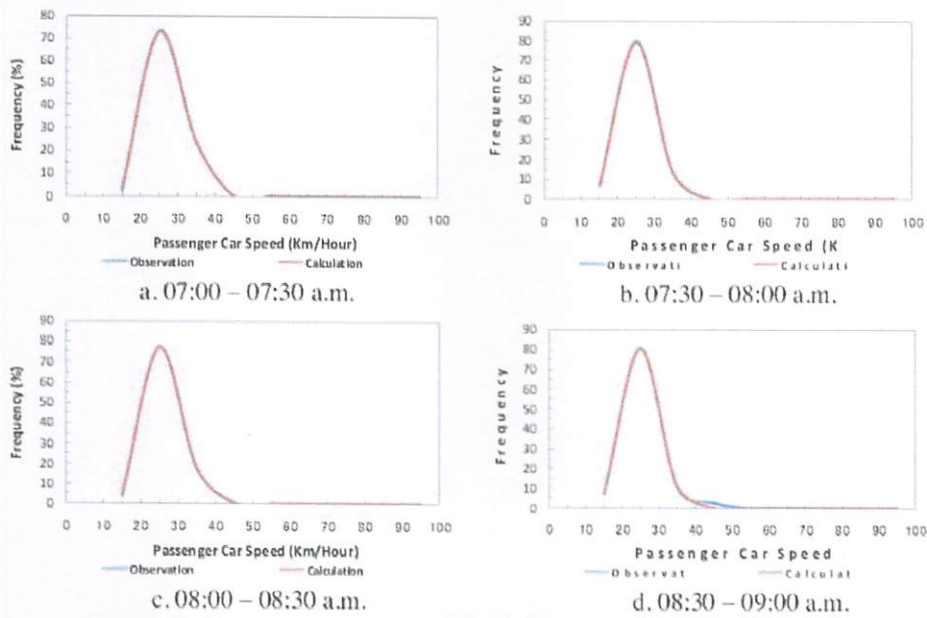 80
70
60
50
40
30
20
10
0
Frequency (%)
0 10 20 30 40 50 60 70 80 90 100
Passenger Car Speed (Km/Hour)
Observation Calculation
a. 07:00 – 07:30 a.m.
90
80
70
60
50
40
30
20
10
0
Frequency
0 10 20 30 40 50 60 70 80 90 100
Passenger Car Speed (K
Observati Calculati
b. 07:30 – 08:00 a.m.
90
80
70
60
50
40
30
20
10
0
Frequency (%)
0 10 20 30 40 50 60 70 80 90 100
Passenger Car Speed (Km/Hour)
Observation Calculation
c. 08:00 – 08:30 a.m.
90
80
70
60
50
40
30
20
10
0
Frequency
0 10 20 30 40 50 60 70 80 90 100
Passenger Car Speed
Observat Calculat
d. 08:30 – 09:00 a.m.